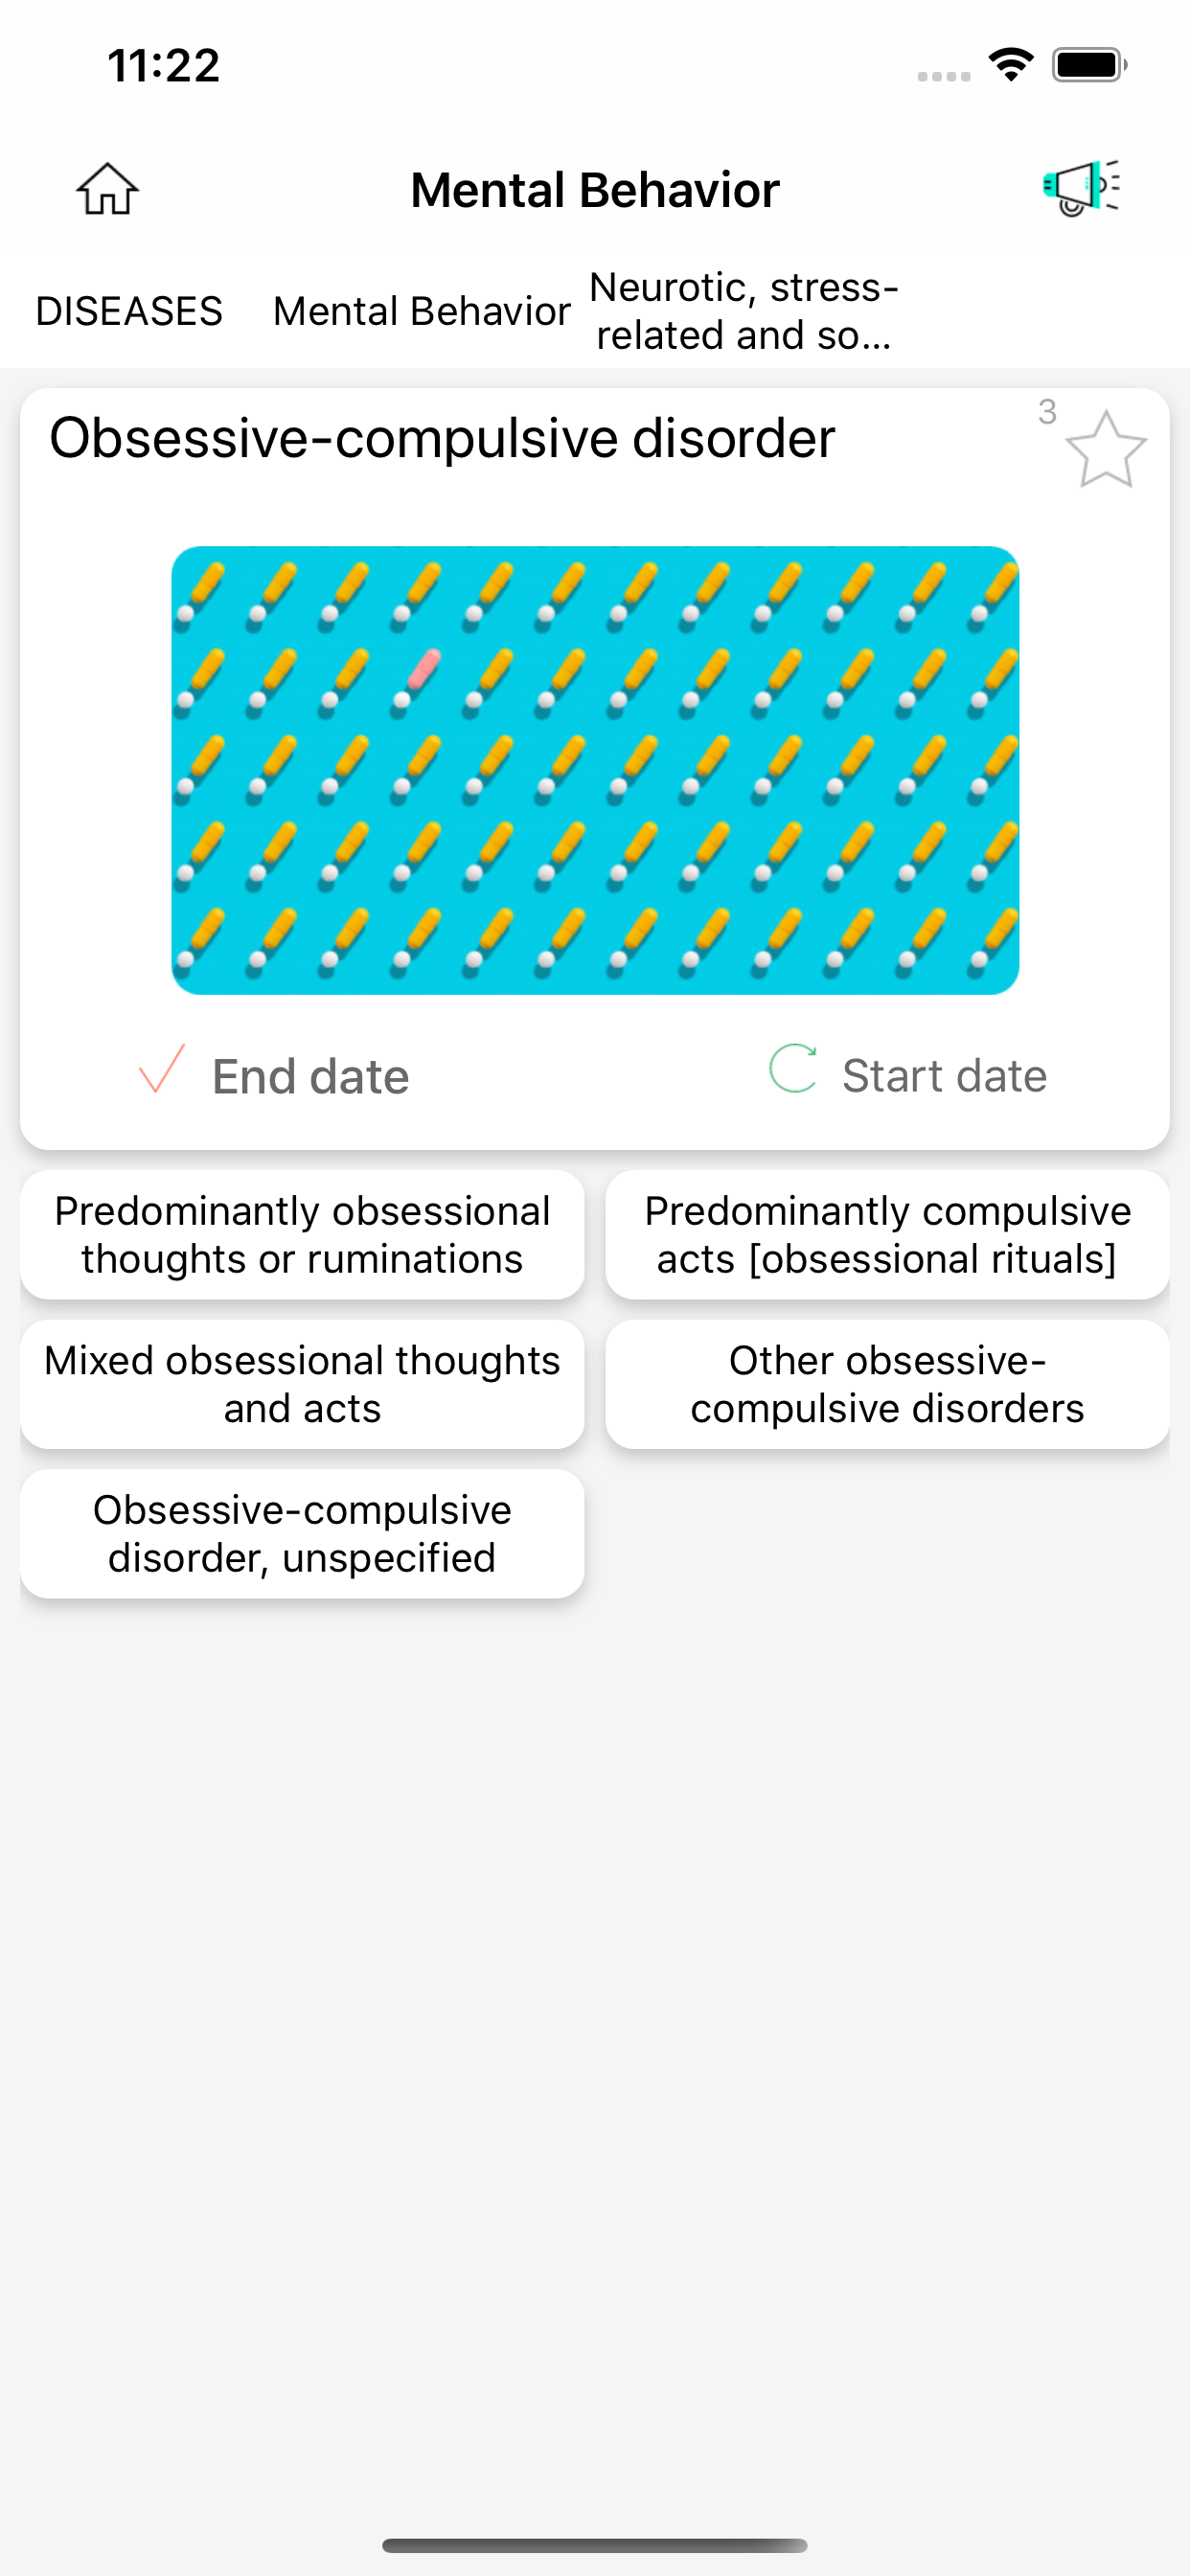 11:22
Mental Behavior
DISEASES
Mental Behavior
Neurotic, stress-
related and so...
Obsessive-compulsive disorder
3
End date
Start date
Predominantly obsessional
thoughts or ruminations
Predominantly compulsive
acts [obsessional rituals]
Mixed obsessional thoughts
and acts
Other obsessive-
compulsive disorders
Obsessive-compulsive
disorder, unspecified